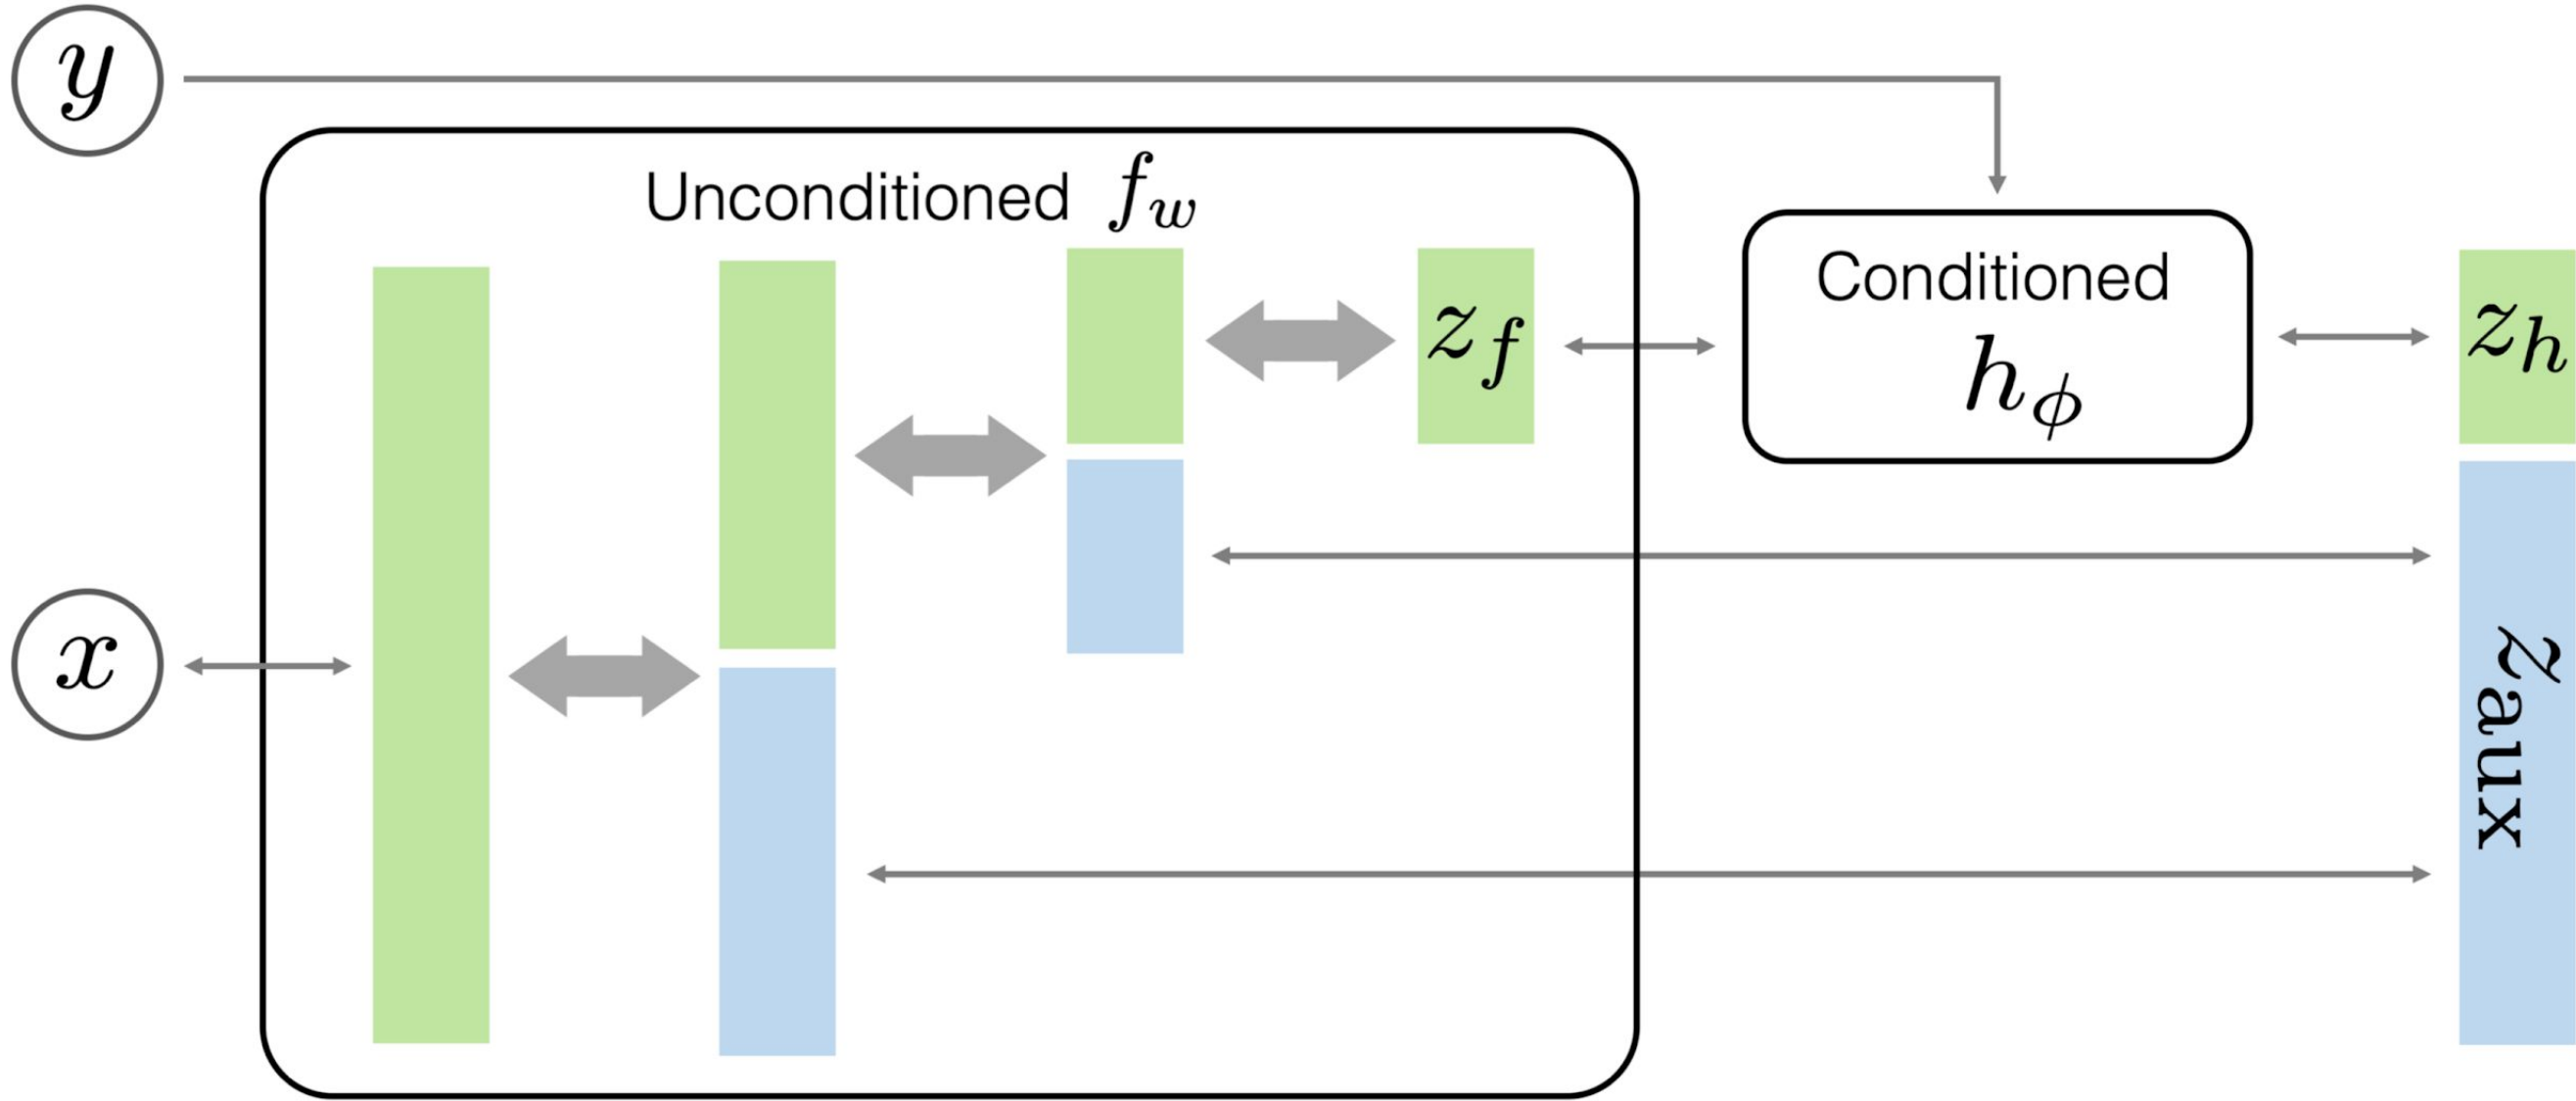 y
Unconditioned f_w
Conditioned
h_ϕ
z_f
z_h
x
z_aux